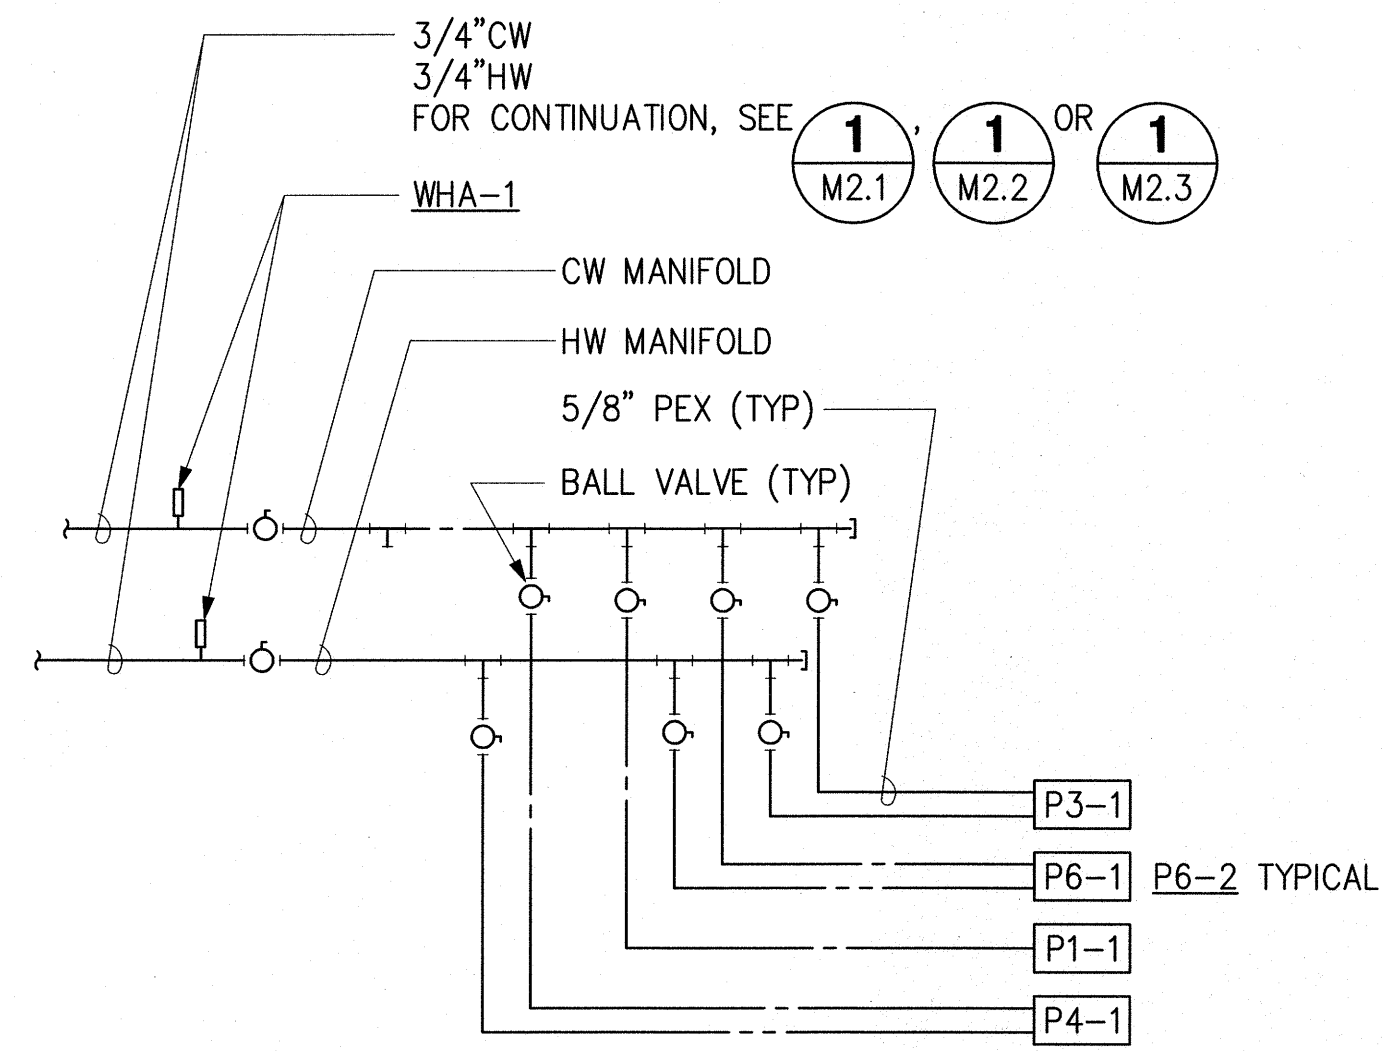 3/4"CW
3/4"HW
FOR CONTINUATION, SEE 1 M2.1 , 1 M2.2 OR 1 M2.3
WHA-1
CW MANIFOLD
HW MANIFOLD
5/8" PEX (TYP)
BALL VALVE (TYP)
P3-1
P6-1 P6-2 TYPICAL
P1-1
P4-1